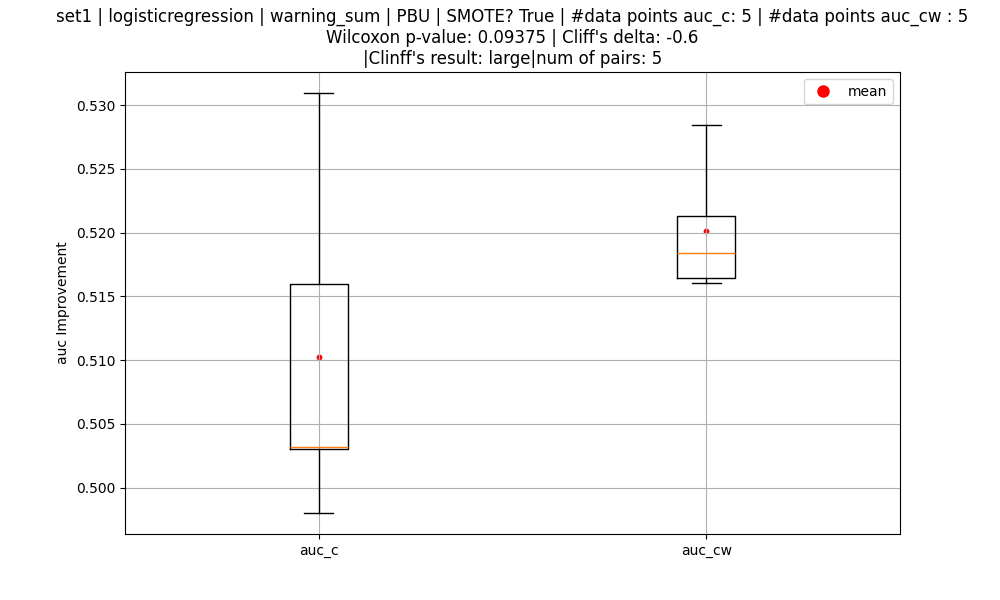 set1 | logisticregression | warning_sum | PBU | SMOTE? True | #data points auc_c: 5 | #data points auc_cw : 5
Wilcoxon p-value: 0.09375 | Cliff's delta: -0.6
|Clinff's result: large|num of pairs: 5
mean
0.530
0.525
0.520
0.515
0.510
0.505
0.500
auc Improvement
auc_c
auc_cw